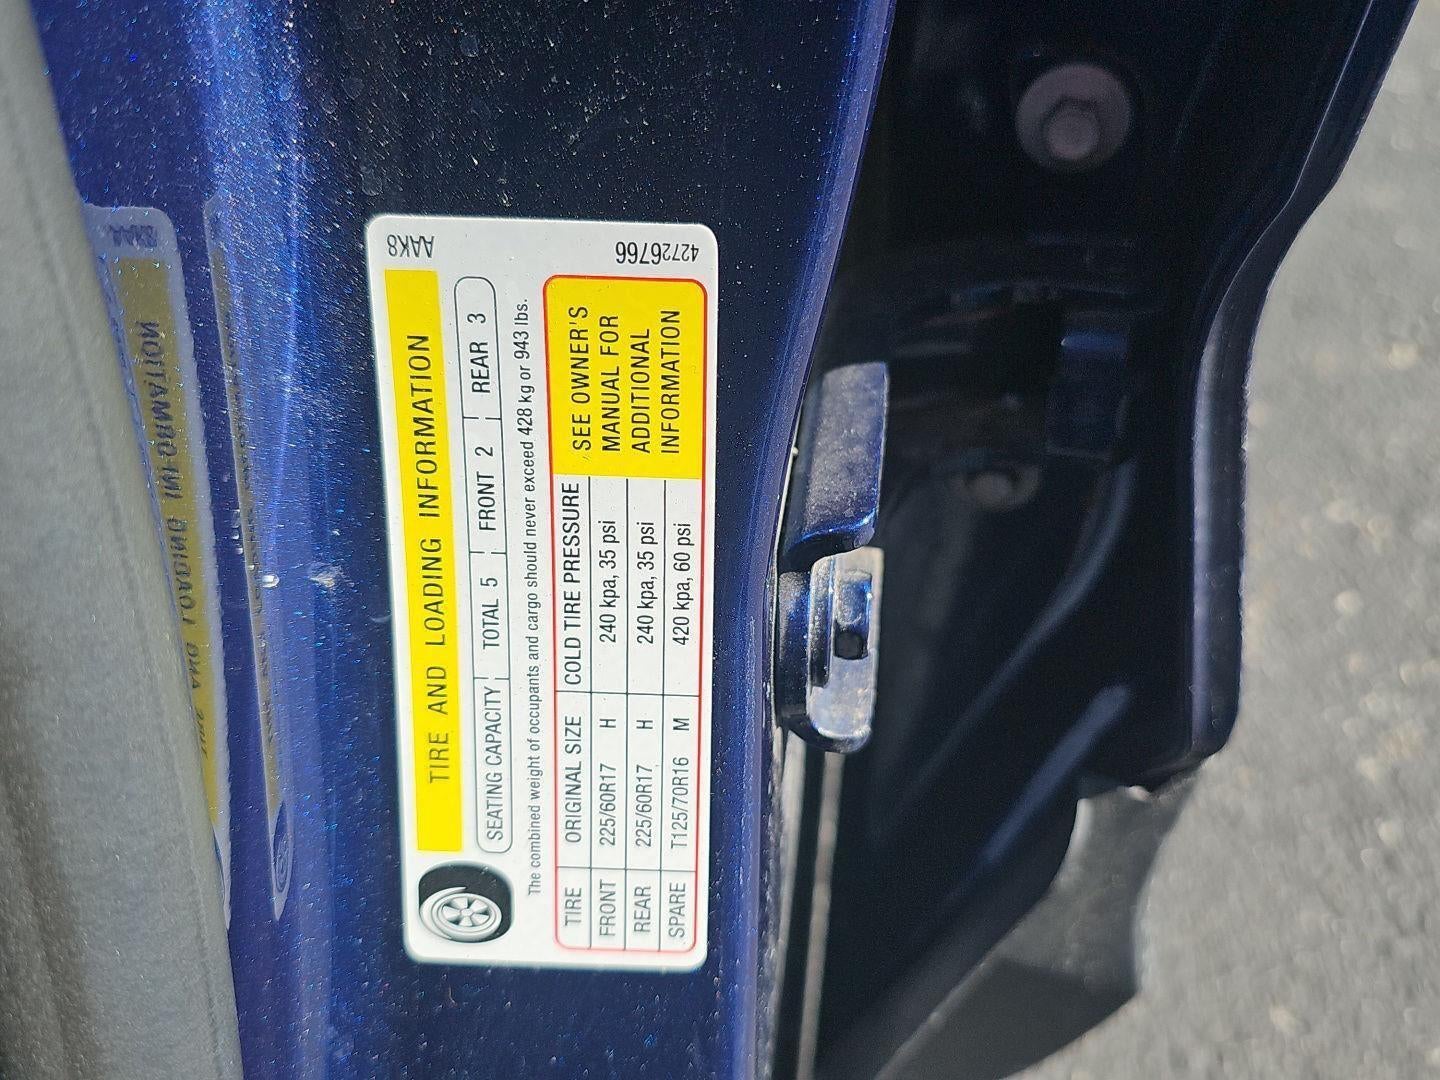 TIRE AND LOADING INFORMATION
AAK8
SEATING CAPACITY TOTAL 5 FRONT 2 REAR 3
The combined weight of occupants and cargo should never exceed 428 kg or 943 lbs.
TIRE ORIGINAL SIZE COLD TIRE PRESSURE
FRONT 225/60R17 H 240 kpa, 35 psi
REAR 225/60R17 H 240 kpa, 35 psi
SPARE T125/70R16 M 420 kpa, 60 psi
SEE OWNER'S
MANUAL FOR
ADDITIONAL
INFORMATION
42726766